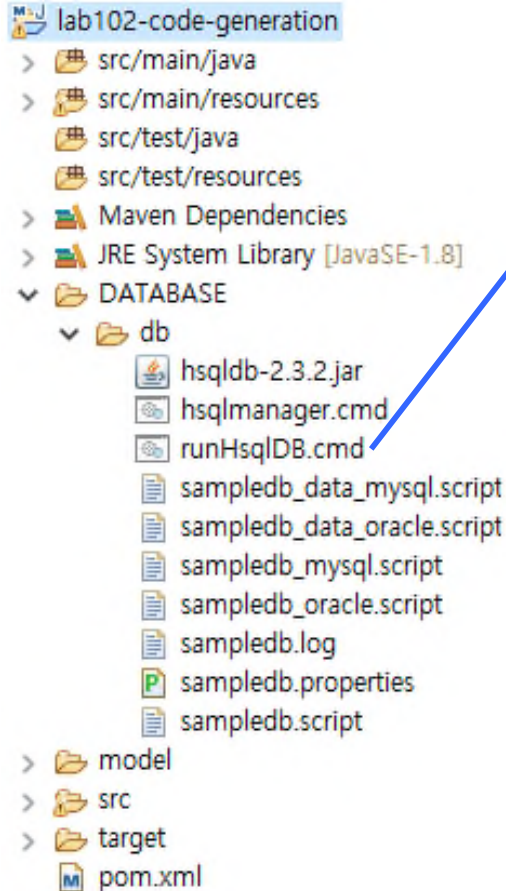 lab102-code-generation
src/main/java
src/main/resources
src/test/java
src/test/resources
Maven Dependencies
JRE System Library [JavaSE-1.8]
DATABASE
db
hsqldb-2.3.2.jar
hsqlmanager.cmd
runHsqlDB.cmd
sampledb_data_mysql.script
sampledb_data_oracle.script
sampledb_mysql.script
sampledb_oracle.script
sampledb.log
sampledb.properties
sampledb.script
model
src
target
pom.xml